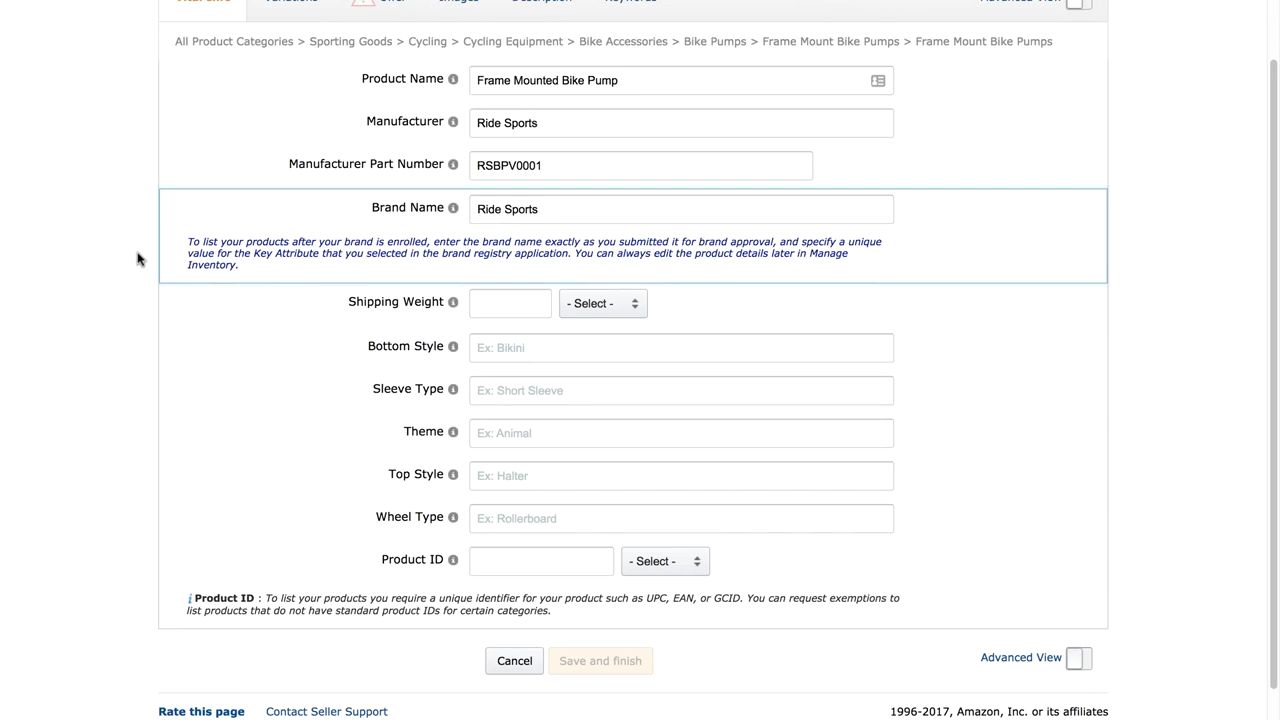 All Product Categories > Sporting Goods > Cycling > Cycling Equipment > Bike Accessories > Bike Pumps > Frame Mount Bike Pumps > Frame Mount Bike Pumps
Product Name Frame Mounted Bike Pump
Manufacturer Ride Sports
Manufacturer Part Number RSBPV0001
Brand Name Ride Sports
To list your products after your brand is enrolled, enter the brand name exactly as you submitted it for brand approval, and specify a unique
value for the Key Attribute that you selected in the brand registry application. You can always edit the product details later in Manage
Inventory.
Shipping Weight - Select -
Bottom Style Ex: Bikini
Sleeve Type Ex: Short Sleeve
Theme Ex: Animal
Top Style Ex: Halter
Wheel Type Ex: Rollerboard
Product ID - Select -
Product ID : To list your products you require a unique identifier for your product such as UPC, EAN, or GCID. You can request exemptions to
list products that do not have standard product IDs for certain categories.
Cancel Save and finish Advanced View
Rate this page Contact Seller Support 1996-2017, Amazon, Inc. or its affiliates